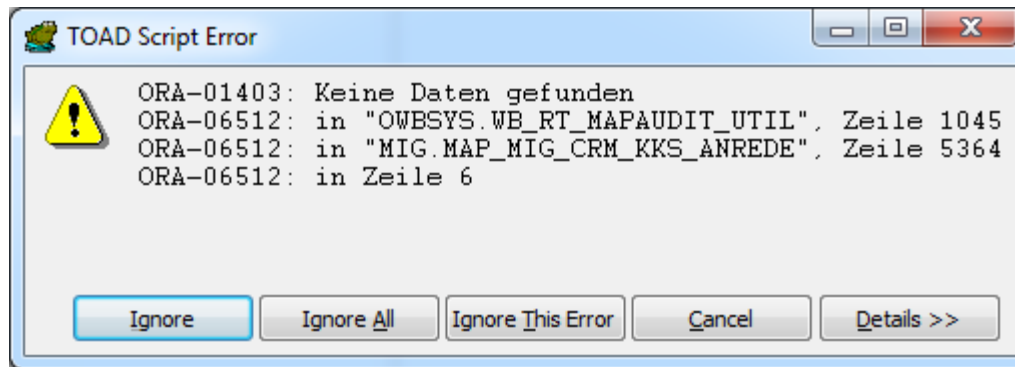 TOAD Script Error
ORA-01403: Keine Daten gefunden
ORA-06512: in "OWBSYS.WB_RT_MAPAUDIT_UTIL", Zeile 1045
ORA-06512: in "MIG.MAP_MIG_CRM_KKS_ANREDE", Zeile 5364
ORA-06512: in Zeile 6
Ignore Ignore All Ignore This Error Cancel Details >>